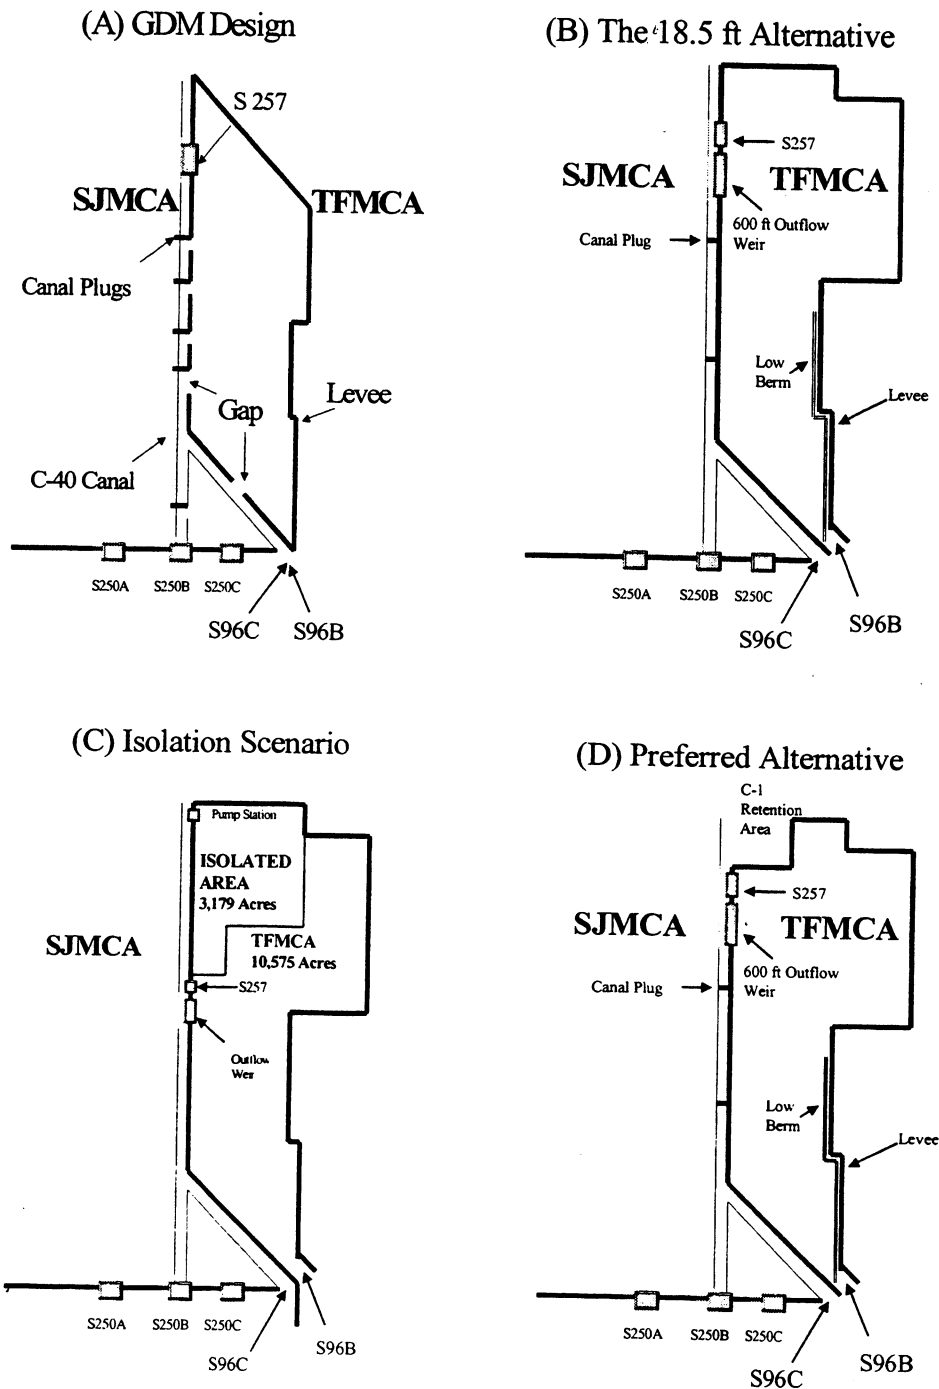 (A) GDM Design
S 257
SJMCA
TFMCA
Canal Plugs
Gap
Levee
C-40 Canal
S250A
S250B
S250C
S96C
S96B
(B) The 18.5 ft Alternative
S257
SJMCA
TFMCA
600 ft Outflow
Weir
Canal Plug
Low
Berm
Levee
S250A
S250B
S250C
S96C
S96B
(C) Isolation Scenario
Pump Station
ISOLATED
AREA
3,179 Acres
SJMCA
TFMCA
10,575 Acres
S257
Outflow
Weir
S250A
S250B
S250C
S96C
S96B
(D) Preferred Alternative
C-1
Retention
Area
S257
SJMCA
TFMCA
600 ft Outflow
Weir
Canal Plug
Low
Berm
Levee
S250A
S250B
S250C
S96C
S96B